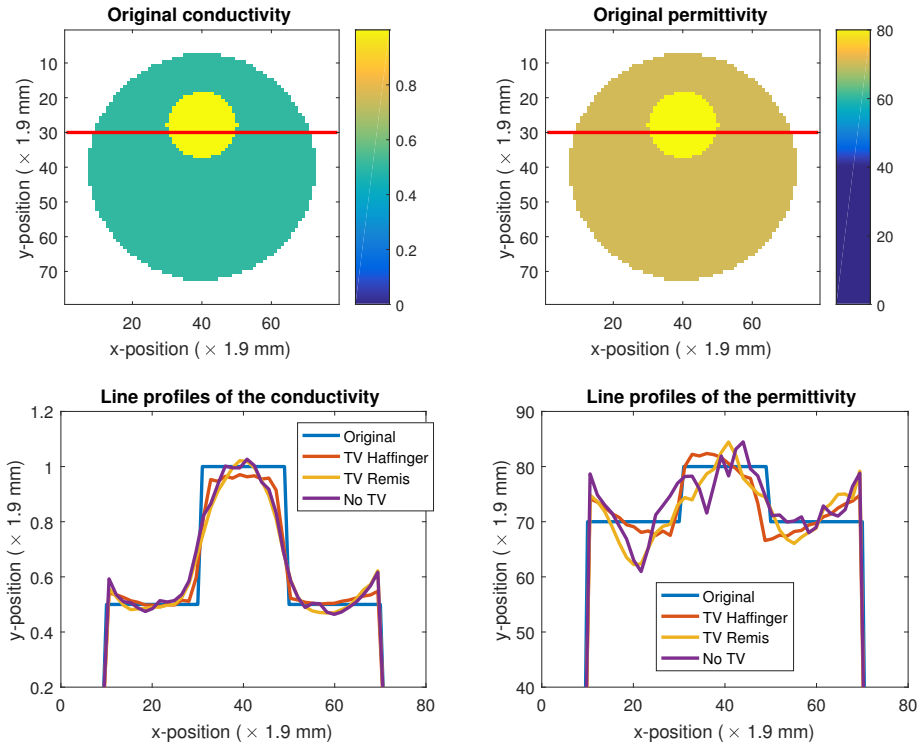 Original conductivity
10
20
30
40
50
60
70
y-position ( × 1.9 mm)
20
40
60
x-position ( × 1.9 mm)
0.8
0.6
0.4
0.2
0
Original permittivity
10
20
30
40
50
60
70
y-position ( × 1.9 mm)
20
40
60
x-position ( × 1.9 mm)
80
60
40
20
0
Line profiles of the conductivity
1.2
1
0.8
0.6
0.4
0.2
y-position ( × 1.9 mm)
0
20
40
60
80
x-position ( × 1.9 mm)
Original
TV Haffinger
TV Remis
No TV
Line profiles of the permittivity
90
80
70
60
50
40
y-position ( × 1.9 mm)
0
20
40
60
80
x-position ( × 1.9 mm)
Original
TV Haffinger
TV Remis
No TV